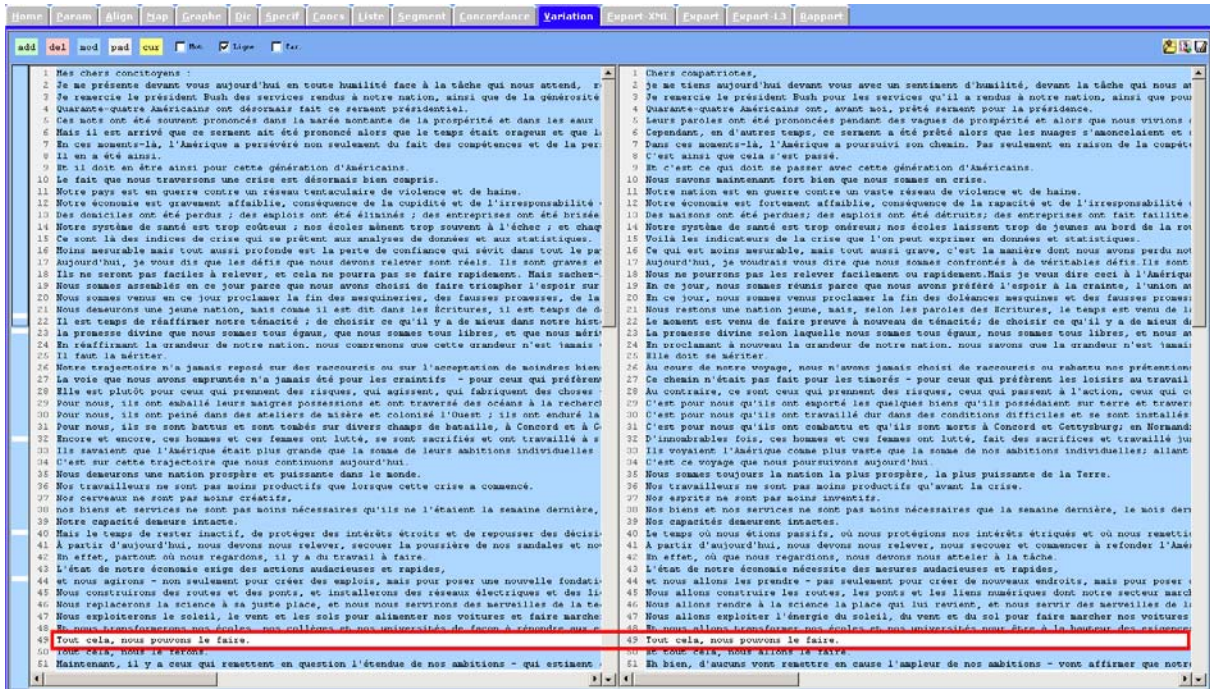 Home Param Align Map Graphe Dic Specif Concs Liste Segment Concordance Variation Export-XML Export Export-L3 Rapport
add del mod pad cur Mot Ligne Par.
1 Mes chers concitoyens :
2 Je me présente devant vous aujourd'hui en toute humilité face à la tâche qui nous attend,
3 Je remercie le président Bush des services rendus à notre nation, ainsi que de la générosité
4 Quarante-quatre Américains ont désormais fait ce serment présidentiel.
5 Ces mots ont été souvent prononcés dans la marée montante de la prospérité et dans les eaux
6 Mais il est arrivé que ce serment ait été prononcé alors que le temps était orageux et que
7 En ces moments-là, l'Amérique a persévéré non seulement du fait des compétences et de la
8 Il en a été ainsi.
9 Et il doit en être ainsi pour cette génération d'Américains.
10 Le fait que nous traversons une crise est désormais bien compris.
11 Notre pays est en guerre contre un réseau tentaculaire de violence et de haine.
12 Notre économie est gravement affaiblie, conséquence de la cupidité et de l'irresponsabilité
13 Des domiciles ont été perdus ; des emplois ont été éliminés ; des entreprises ont été
14 Notre système de santé est trop coûteux ; nos écoles mènent trop souvent à l'échec ; et
15 Ce sont là des indices de crise qui se prêtent aux analyses de données et aux statistiques.
16 Moins mesurable mais tout aussi profonde est la perte de confiance qui sévit dans tout le
17 Aujourd'hui, je vous dis que les défis que nous devons relever sont réels. Ils sont graves
18 Ils ne seront pas faciles à relever, et cela ne pourra pas se faire rapidement. Mais
19 Nous sommes assemblés en ce jour parce que nous avons choisi de faire triompher l'espoir sur
20 Nous sommes venus en ce jour proclamer la fin des mesquineries, des fausses promesses, de
21 Nous demeurons une jeune nation, mais comme il est dit dans les Écritures, il est temps de
22 Il est temps de réaffirmer notre ténacité ; de choisir ce qu'il y a de mieux dans notre
23 la promesse divine que nous sommes tous égaux, que nous sommes tous libres, et que nous
24 En réaffirmant la grandeur de notre nation, nous comprenons que cette grandeur n'est jamais
25 Il faut la mériter.
26 Notre trajectoire n'a jamais reposé sur des raccourcis ou sur l'acceptation de moindres
27 La voie que nous avons empruntée n'a jamais été pour les craintifs - pour ceux qui
28 Elle est plutôt pour ceux qui prennent des risques, qui agissent, qui fabriquent des choses
29 Pour nous, ils ont emballé leurs maigres possessions et ont traversé des océans à la
30 Pour nous, ils ont peiné dans des ateliers de misère et colonisé l'Ouest ; ils ont enduré
31 Pour nous, ils se sont battus et sont tombés sur divers champs de bataille, à Concord et à
32 Encore et encore, ces hommes et ces femmes ont lutté, se sont sacrifiés et ont travaillé à
33 Ils savaient que l'Amérique était plus grande que la somme de leurs ambitions individuelles
34 C'est sur cette trajectoire que nous continuons aujourd'hui.
35 Nous demeurons une nation prospère et puissante dans le monde.
36 Nos travailleurs ne sont pas moins productifs que lorsque cette crise a commencé.
37 Nos cerveaux ne sont pas moins créatifs,
38 nos biens et services ne sont pas moins nécessaires qu'ils ne l'étaient la semaine dernière,
39 Notre capacité demeure intacte.
40 Mais le temps de rester inactif, de protéger des intérêts étroits et de repousser des
41 À partir d'aujourd'hui, nous devons nous relever, secouer la poussière de nos sandales et
42 En effet, partout où nous regardons, il y a du travail à faire.
43 L'état de notre économie exige des actions audacieuses et rapides,
44 et nous agirons - non seulement pour créer des emplois, mais pour poser une nouvelle
45 Nous construirons des routes et des ponts, et installerons des réseaux électriques et des
46 Nous replacerons la science à sa juste place, et nous nous servirons des merveilles de la
47 Nous exploiterons le soleil, le vent et les sols pour alimenter nos voitures et faire
48 Et nous transformerons nos écoles, nos collèges et nos universités de façon à répondre
49 Tout cela, nous pouvons le faire.
50 Tout cela, nous le ferons.
51 Maintenant, il y a ceux qui remettent en question l'étendue de nos ambitions - qui estiment
1 Chers compatriotes,
2 je me tiens aujourd'hui devant vous avec un sentiment d'humilité, devant la tâche qui nous
3 Je remercie le président Bush pour les services qu'il a rendus à notre nation, ainsi que
4 Quarante-quatre Américains ont, avant moi, prêté serment pour la présidence.
5 Leurs paroles ont été prononcées pendant des vagues de prospérité et alors que nous vivions
6 Cependant, en d'autres temps, ce serment a été prêté alors que les nuages s'amoncelaient et
7 Dans ces moments-là, l'Amérique a poursuivi son chemin. Pas seulement en raison de la
8 C'est ainsi que cela s'est passé.
9 Et c'est ce qui doit se passer avec cette génération d'Américains.
10 Nous savons maintenant fort bien que nous sommes en crise.
11 Notre nation est en guerre contre un vaste réseau de violence et de haine.
12 Notre économie est fortement affaiblie, conséquence de la rapacité et de l'irresponsabilité
13 Des maisons ont été perdues; des emplois ont été détruits; des entreprises ont fait faillite
14 Notre système de santé est trop onéreux; nos écoles laissent trop de jeunes au bord de la
15 Voilà les indicateurs de la crise que l'on peut exprimer en données et statistiques.
16 Ce qui est moins mesurable, mais tout aussi grave, c'est la manière dont nous avons perdu
17 Aujourd'hui, je voudrais vous dire que nous sommes confrontés à de véritables défis.Ils sont
18 Nous ne pourrons pas les relever facilement ou rapidement.Mais je veux dire ceci à
19 En ce jour, nous sommes réunis parce que nous avons préféré l'espoir à la crainte, l'union
20 En ce jour, nous sommes venus proclamer la fin des doléances mesquines et des fausses
21 Nous restons une nation jeune, mais, selon les paroles des Ecritures, le temps est venu de
22 Le moment est venu de faire preuve à nouveau de ténacité; de choisir ce qu'il y a de mieux
23 La promesse divine selon laquelle nous sommes tous égaux, nous sommes tous libres, et nous
24 En proclamant à nouveau la grandeur de notre nation, nous savons que la grandeur n'est
25 Elle doit se mériter.
26 Au cours de notre voyage, nous n'avons jamais choisi de raccourcis ou rabattu nos
27 Ce chemin n'était pas fait pour les timorés - pour ceux qui préfèrent les loisirs au travail
28 Au contraire, ce sont ceux qui prennent des risques, ceux qui passent à l'action, ceux qui
29 C'est pour nous qu'ils ont emporté les quelques biens qu'ils possédaient sur terre et
30 C'est pour nous qu'ils ont travaillé dur dans des conditions difficiles et se sont installés
31 C'est pour nous qu'ils ont combattu et qu'ils sont morts à Concord et Gettysburg; en
32 D'innombrables fois, ces hommes et ces femmes ont lutté, fait des sacrifices et travaillé
33 Ils voyaient l'Amérique comme plus vaste que la somme de nos ambitions individuelles; allant
34 C'est ce voyage que nous poursuivons aujourd'hui.
35 Nous sommes toujours la nation la plus prospère, la plus puissante de la Terre.
36 Nos travailleurs ne sont pas moins productifs qu'avant la crise.
37 Nos esprits ne sont pas moins inventifs.
38 Nos biens et nos services ne sont pas moins nécessaires que la semaine dernière, le mois
39 Nos capacités demeurent intactes.
40 Le temps où nous étions passifs, où nous protégions nos intérêts étriqués et où nous
41 À partir d'aujourd'hui, nous devons nous relever, nous secouer et commencer à refonder
42 En effet, où que nous regardions, nous devons nous atteler à la tâche.
43 L'état de notre économie nécessite des mesures audacieuses et rapides,
44 et nous allons les prendre - pas seulement pour créer de nouveaux endroits, mais pour poser
45 Nous allons construire les routes, les ponts et les liens numériques dont notre secteur
46 Nous allons rendre à la science la place qui lui revient, et nous servir des merveilles de
47 Nous allons exploiter l'énergie du soleil, du vent et du sol pour faire marcher nos voitures
48 Et nous allons transformer nos écoles et nos universités pour être à la hauteur des
49 Tout cela, nous pouvons le faire.
50 Et tout cela, nous allons le faire.
51 Eh bien, d'aucuns vont remettre en cause l'ampleur de nos ambitions - vont affirmer que